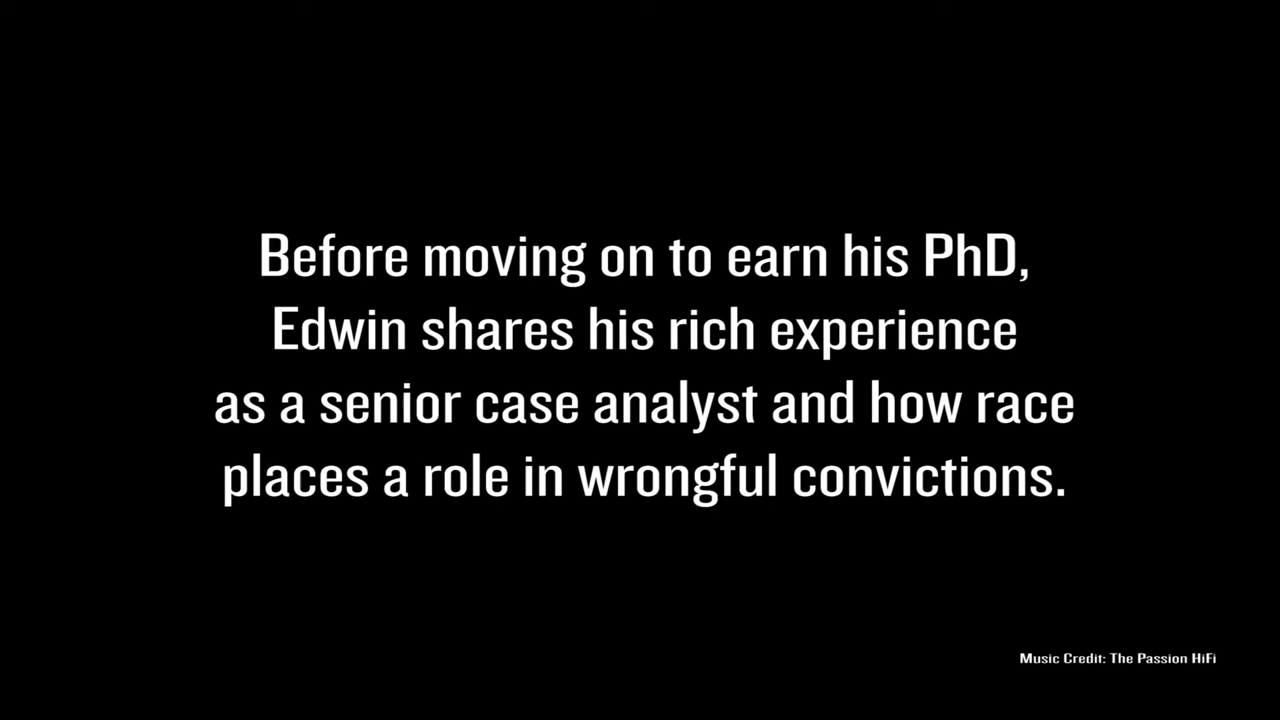 Before moving on to earn his PhD,
Edwin shares his rich experience
as a senior case analyst and how race
places a role in wrongful convictions.
Music Credit: The Passion HiFi